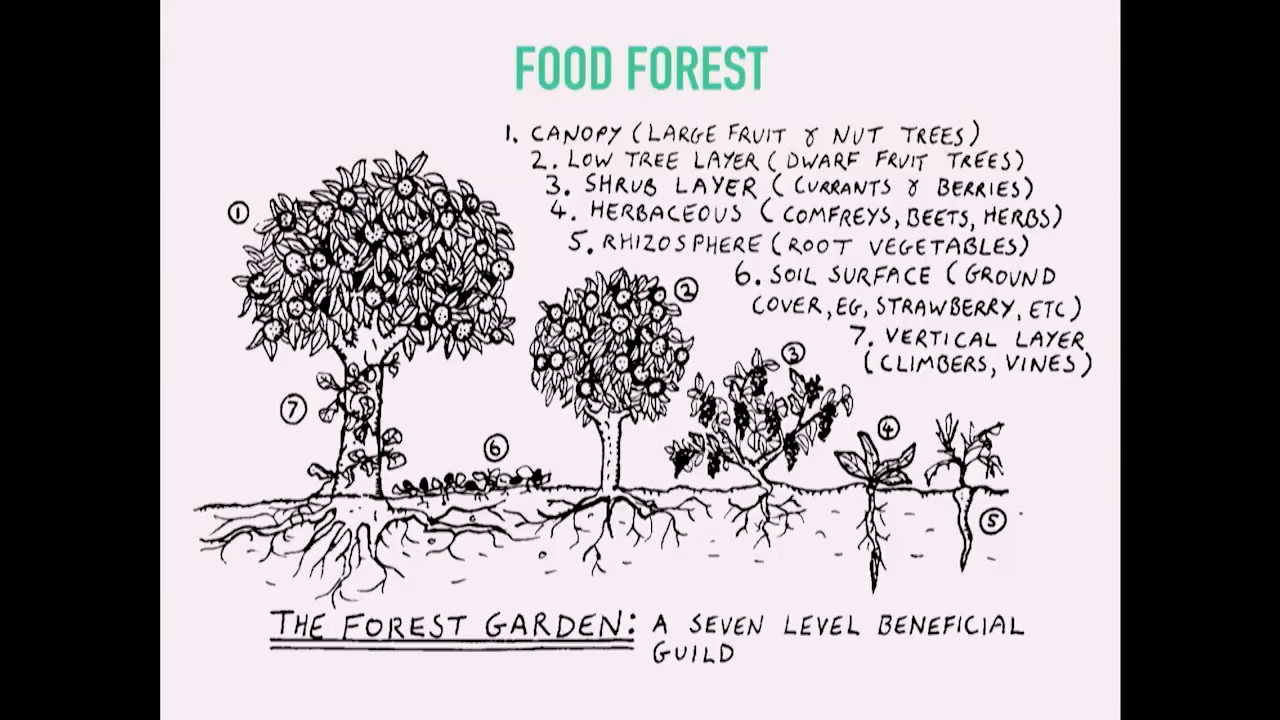 FOOD FOREST
1. CANOPY (LARGE FRUIT & NUT TREES)
2. LOW TREE LAYER (DWARF FRUIT TREES)
3. SHRUB LAYER (CURRANTS & BERRIES)
4. HERBACEOUS (COMFREYS, BEETS, HERBS)
5. RHIZOSPHERE (ROOT VEGETABLES)
6. SOIL SURFACE (GROUND
COVER, EG, STRAWBERRY, ETC)
7. VERTICAL LAYER
(CLIMBERS, VINES)
1
2
3
7
4
6
5
THE FOREST GARDEN: A SEVEN LEVEL BENEFICIAL
GUILD